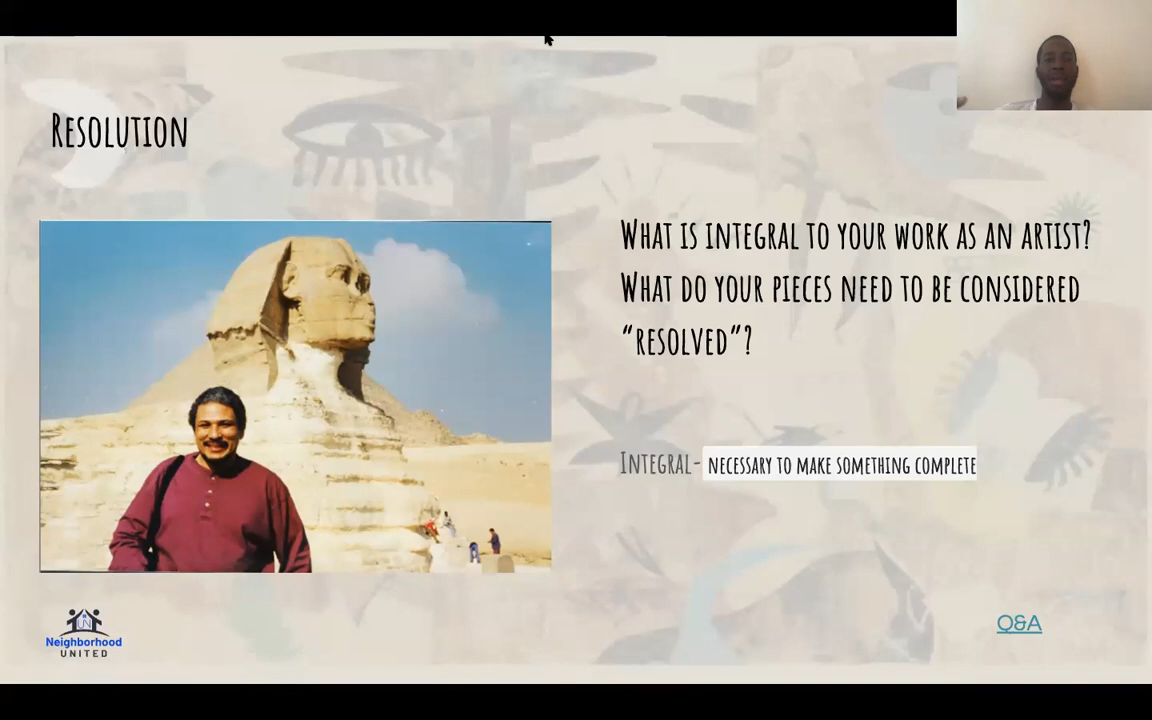 RESOLUTION
WHAT IS INTEGRAL TO YOUR WORK AS AN ARTIST?
WHAT DO YOUR PIECES NEED TO BE CONSIDERED
“RESOLVED”?
INTEGRAL- NECESSARY TO MAKE SOMETHING COMPLETE
UN
Neighborhood
UNITED
Q&A